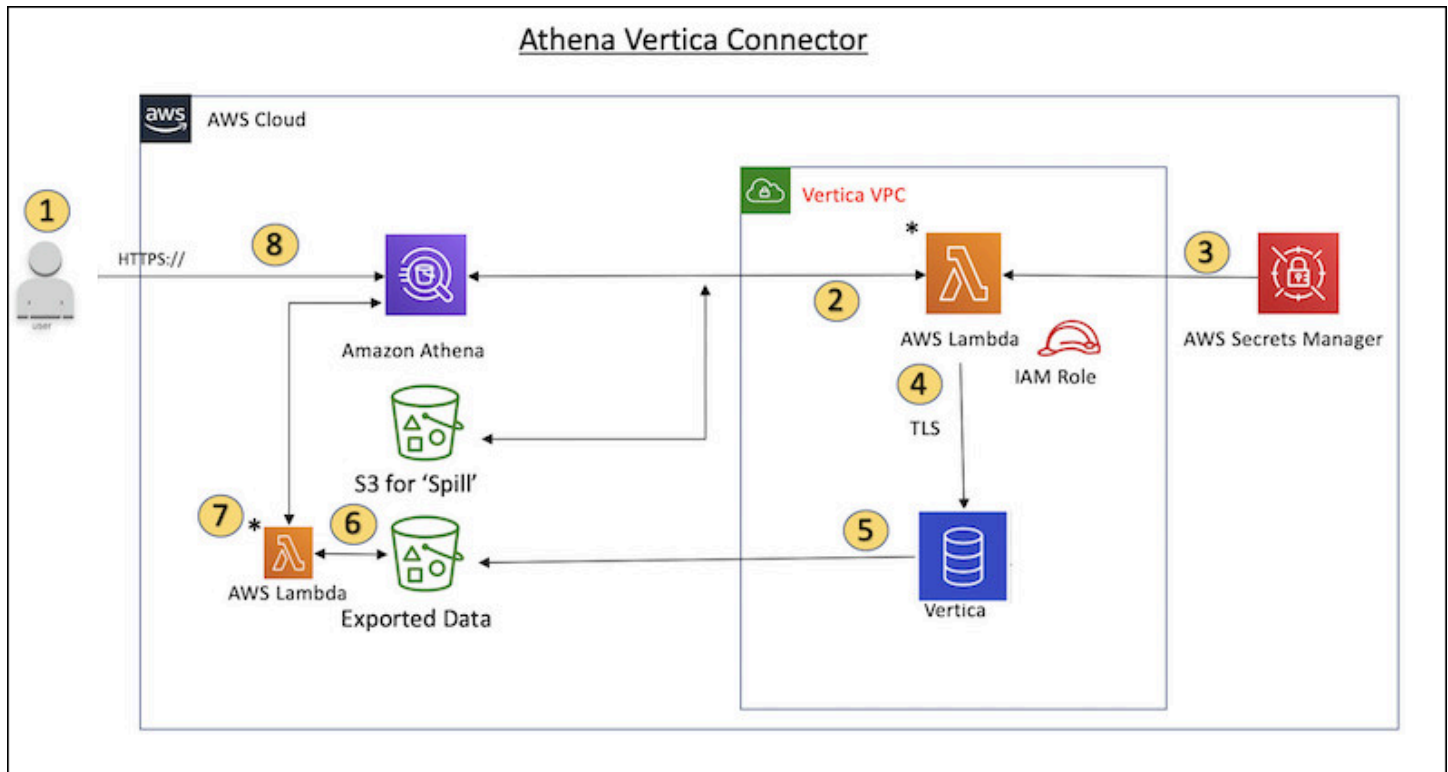 Athena Vertica Connector
aws
AWS Cloud
1
Vertica VPC
*
HTTPS://
8
2
3
user
Amazon Athena
AWS Lambda
AWS Secrets Manager
IAM Role
4
TLS
S3 for ‘Spill’
7
*
6
5
AWS Lambda
Exported Data
Vertica